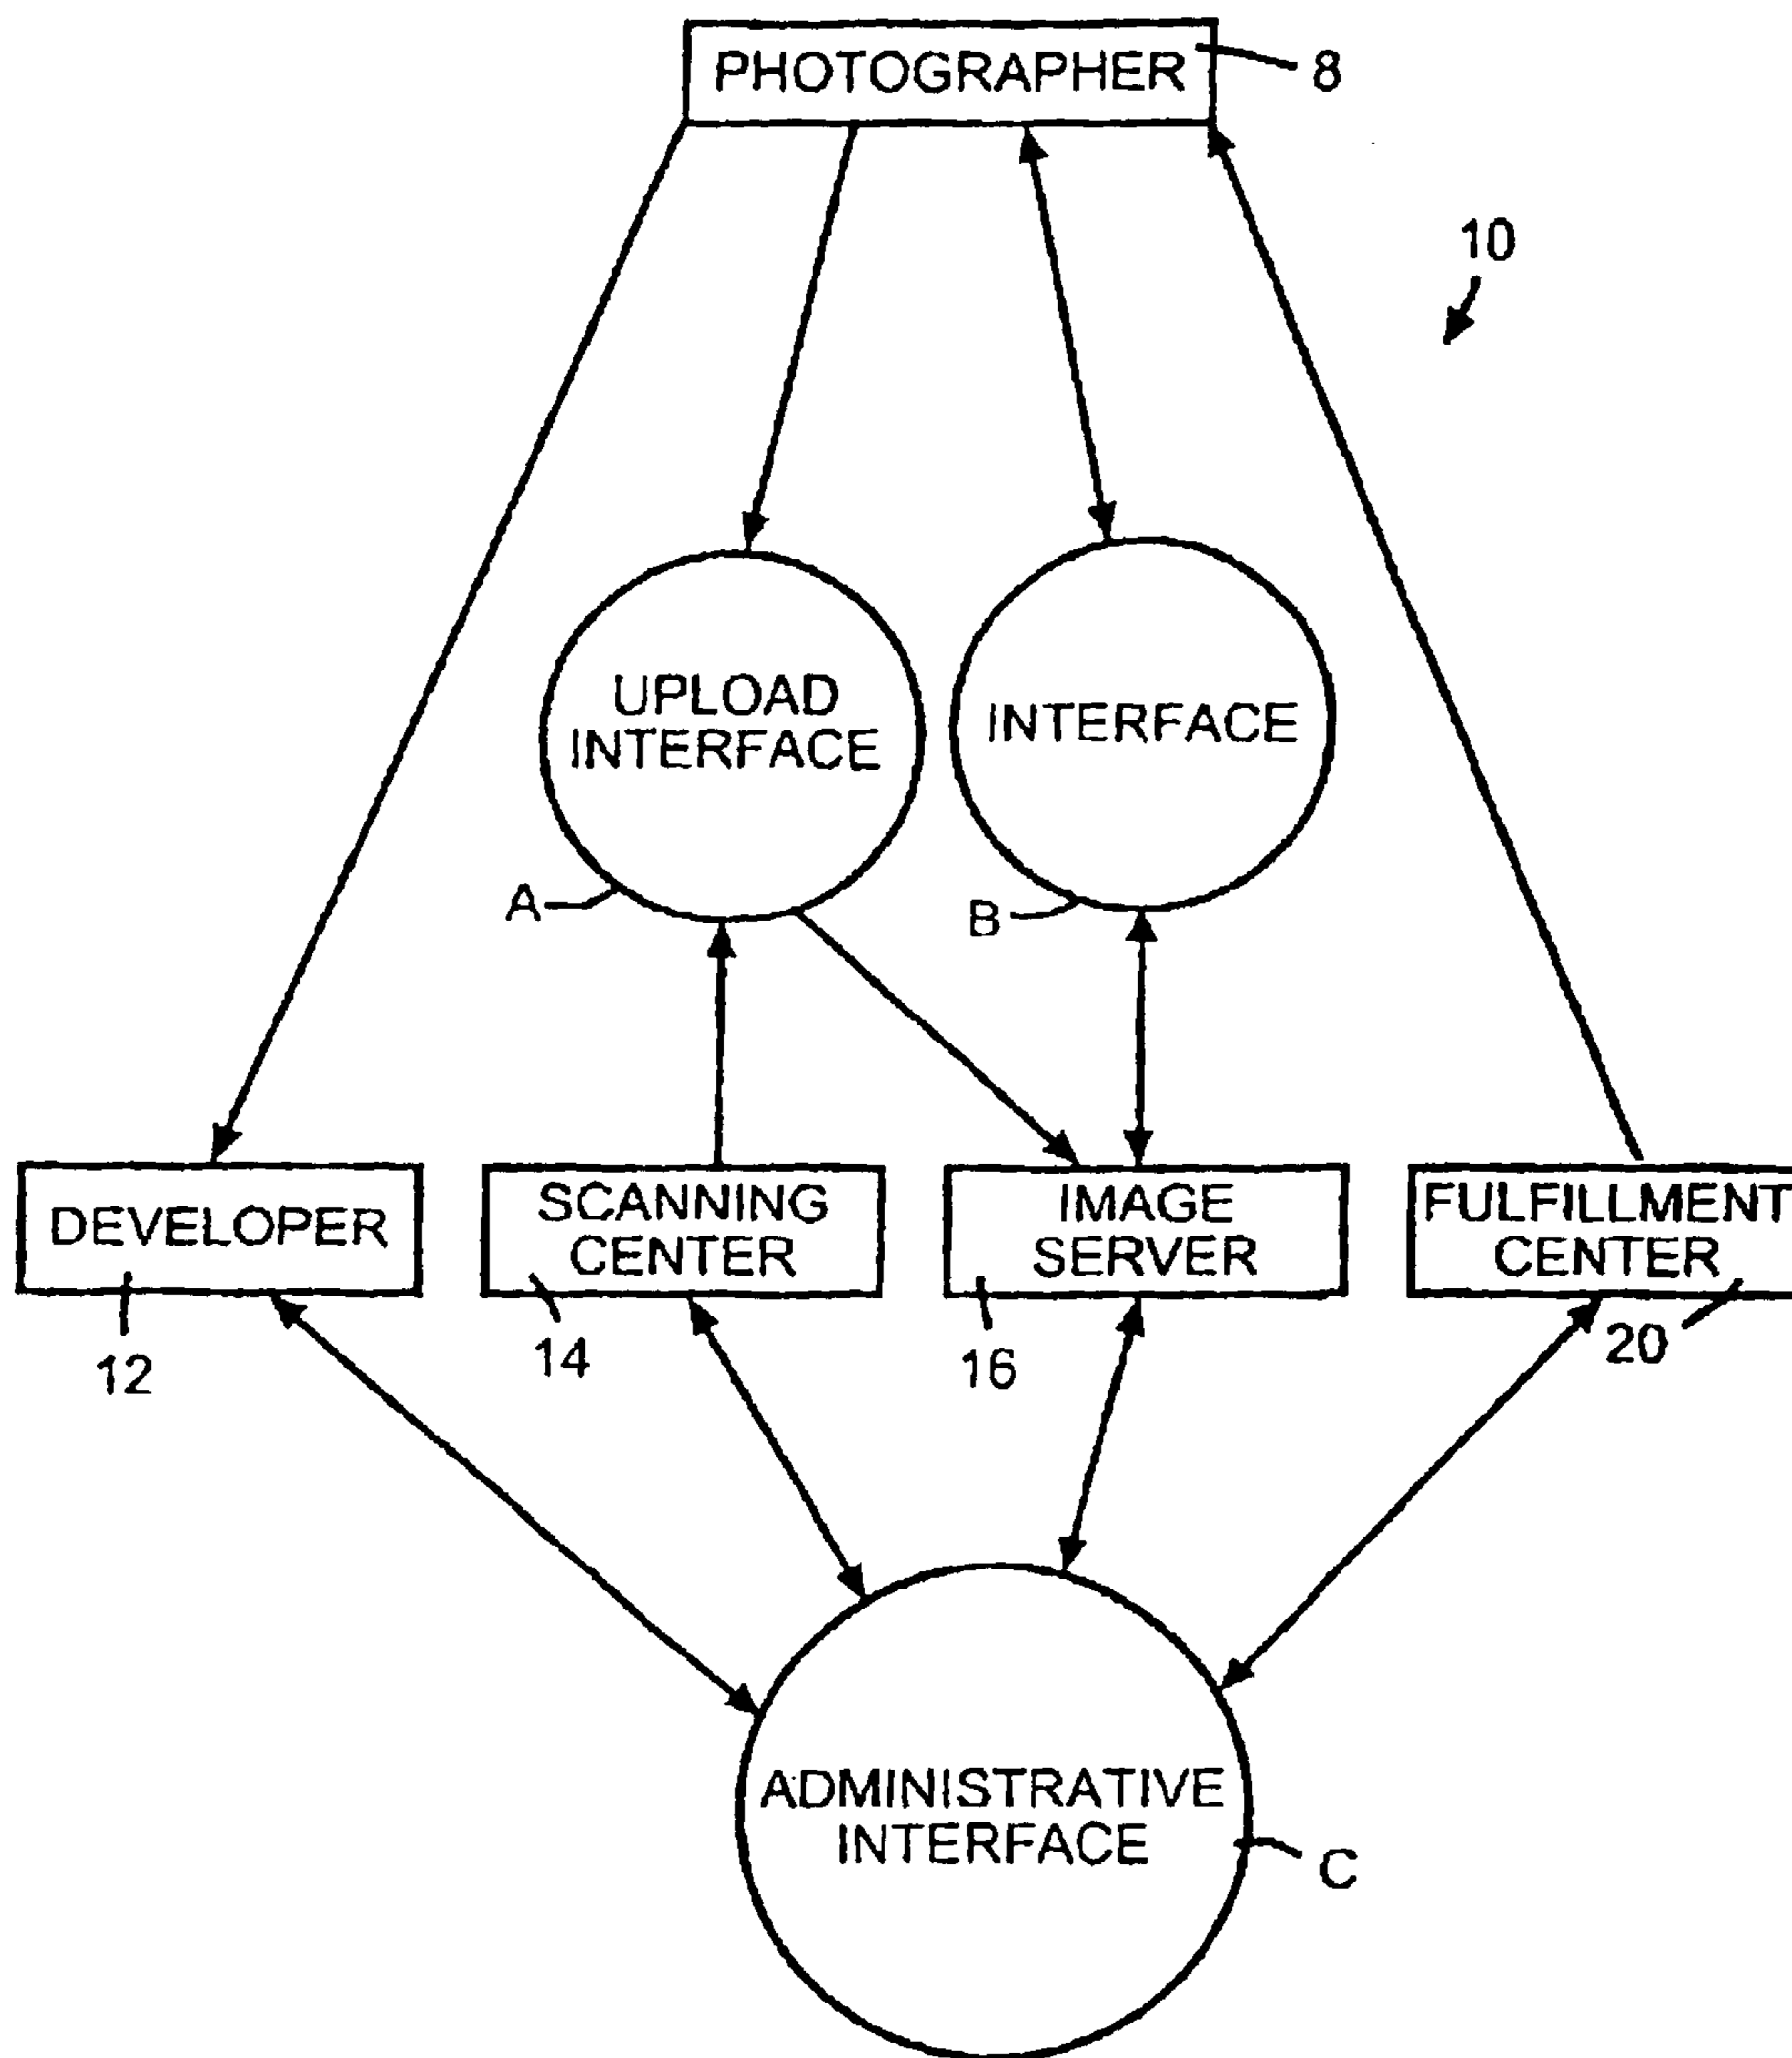 PHOTOGRAPHER
8
10
UPLOAD
INTERFACE
INTERFACE
A
B
DEVELOPER
SCANNING
CENTER
IMAGE
SERVER
FULFILLMENT
CENTER
12
14
16
20
ADMINISTRATIVE
INTERFACE
C